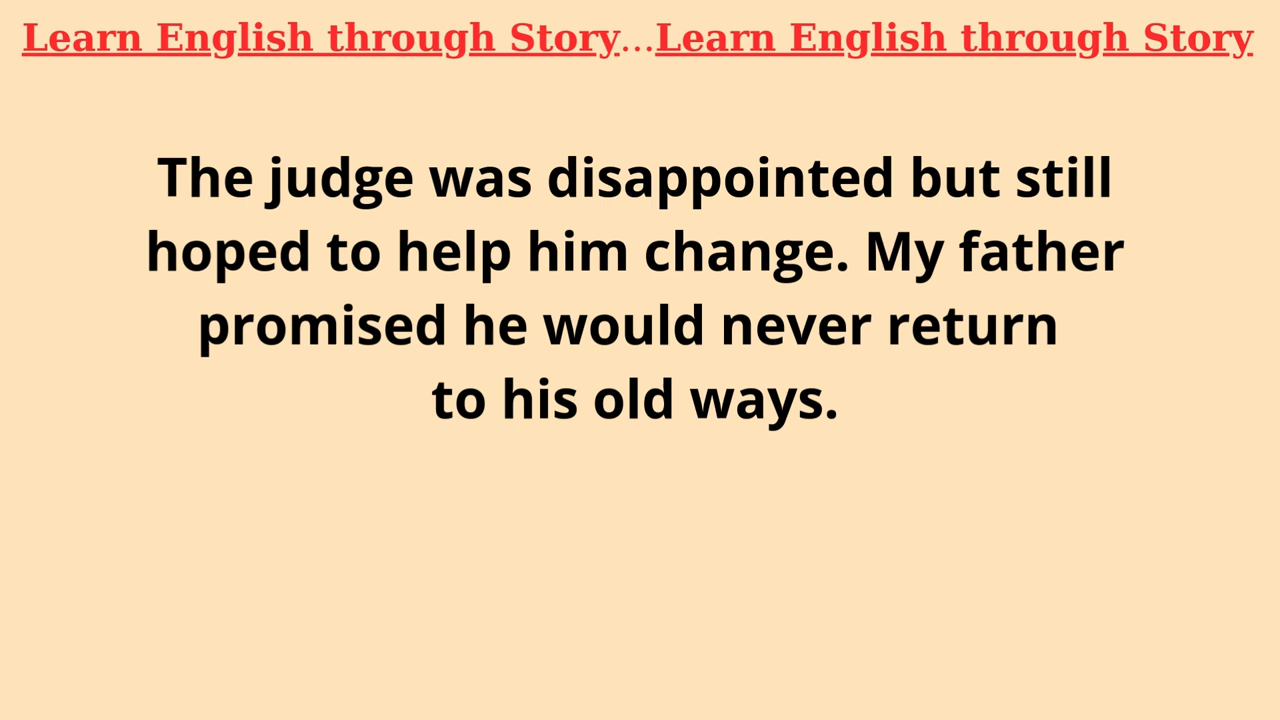 Learn English through Story...Learn English through Story
The judge was disappointed but still
hoped to help him change. My father
promised he would never return
to his old ways.